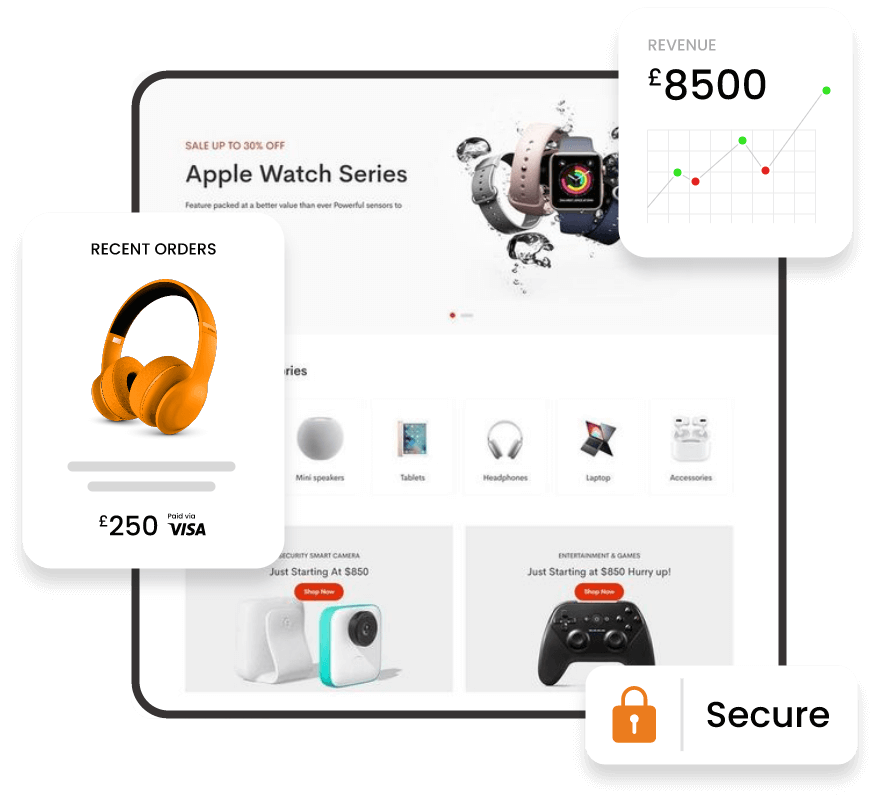 REVENUE
£8500
SALE UP TO 30% OFF
Apple Watch Series
Feature packed at a better value than ever Powerful sensors to
RECENT ORDERS
£250
Paid via
VISA
ries
Mini speakers
Tablets
Headphones
Laptop
Accessories
SECURITY SMART CAMERA
Just Starting At $850
Shop Now
ENTERTAINMENT & GAMES
Just Starting at $850 Hurry up!
Shop Now
Secure